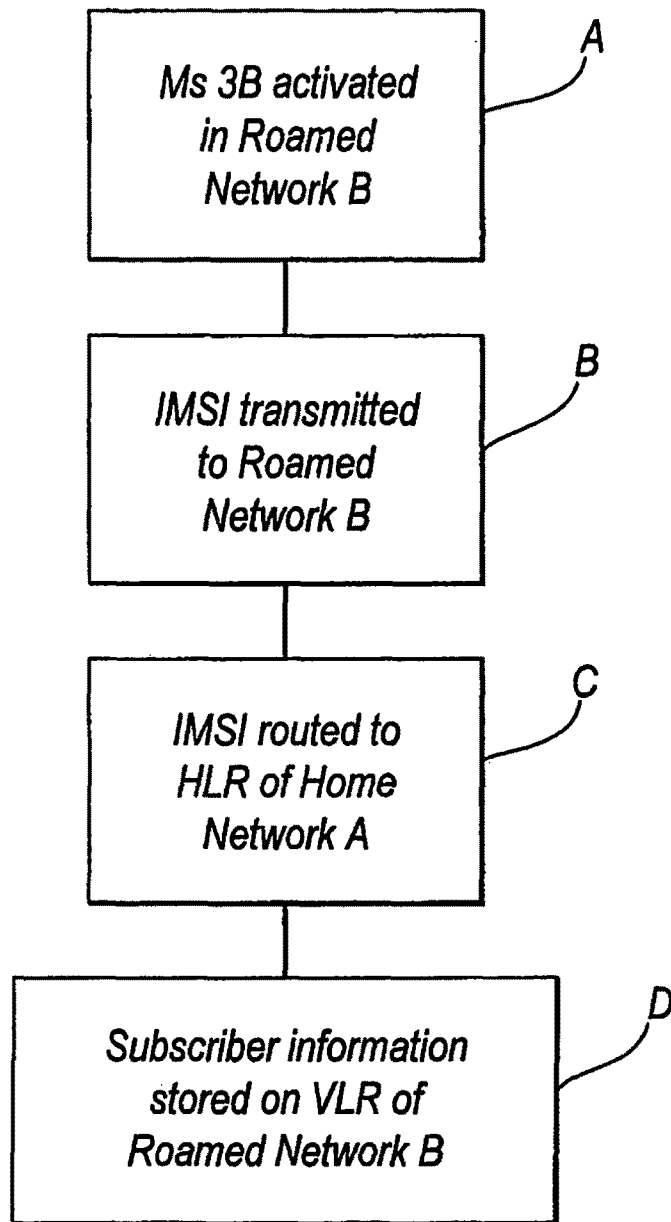 Ms 3B activated
in Roamed
Network B
A
IMSI transmitted
to Roamed
Network B
B
IMSI routed to
HLR of Home
Network A
C
Subscriber information
stored on VLR of
Roamed Network B
D